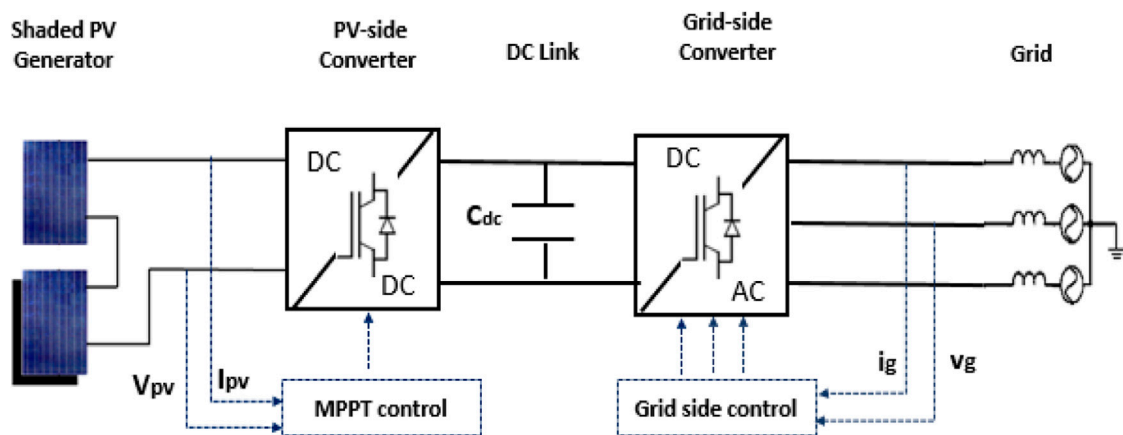 Shaded PV
Generator
PV-side
Converter
DC Link
Grid-side
Converter
Grid
DC
DC
Cdc
DC
AC
Vpv
Ipv
MPPT control
Grid side control
ig
vg